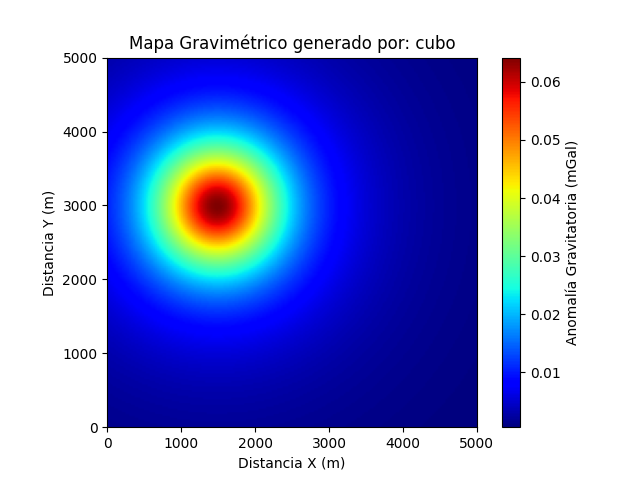 Mapa Gravimétrico generado por: cubo
5000
4000
3000
2000
1000
0
Distancia Y (m)
0 1000 2000 3000 4000 5000
Distancia X (m)
0.06
0.05
0.04
0.03
0.02
0.01
Anomalía Gravitatoria (mGal)